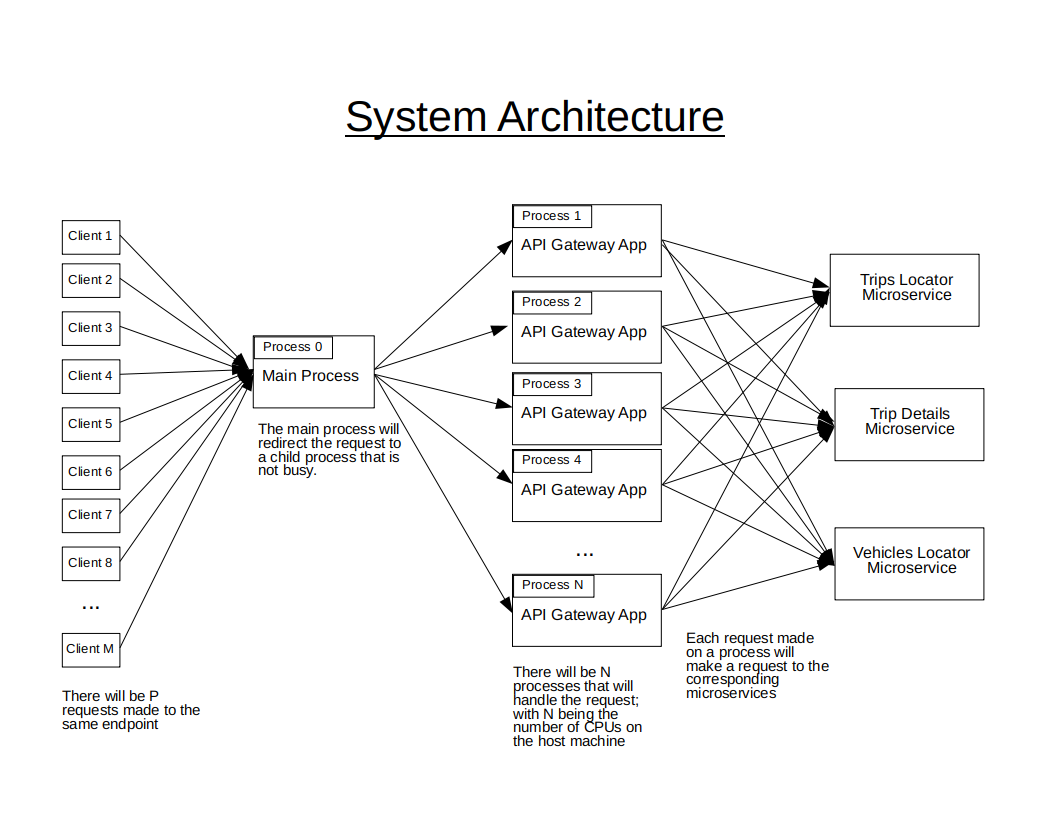 System Architecture
Client 1
Client 2
Client 3
Client 4
Client 5
Client 6
Client 7
Client 8
...
Client M
There will be P
requests made to the
same endpoint
Process 0
Main Process
The main process will
redirect the request to
a child process that is
not busy.
Process 1
API Gateway App
Process 2
API Gateway App
Process 3
API Gateway App
Process 4
API Gateway App
...
Process N
API Gateway App
There will be N
processes that will
handle the request;
with N being the
number of CPUs on
the host machine
Trips Locator
Microservice
Trip Details
Microservice
Vehicles Locator
Microservice
Each request made
on a process will
make a request to the
corresponding
microservices